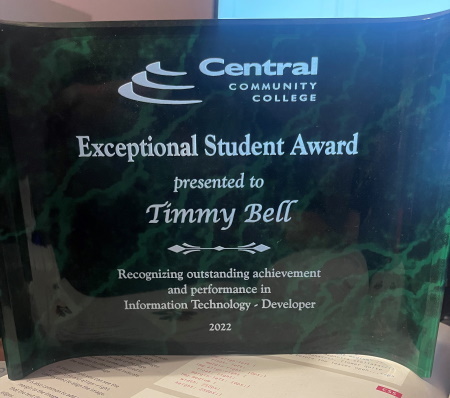 Central
COMMUNITY
COLLEGE
Exceptional Student Award
presented to
Timmy Bell
Recognizing outstanding achievement
and performance in
Information Technology - Developer
2022
CSS